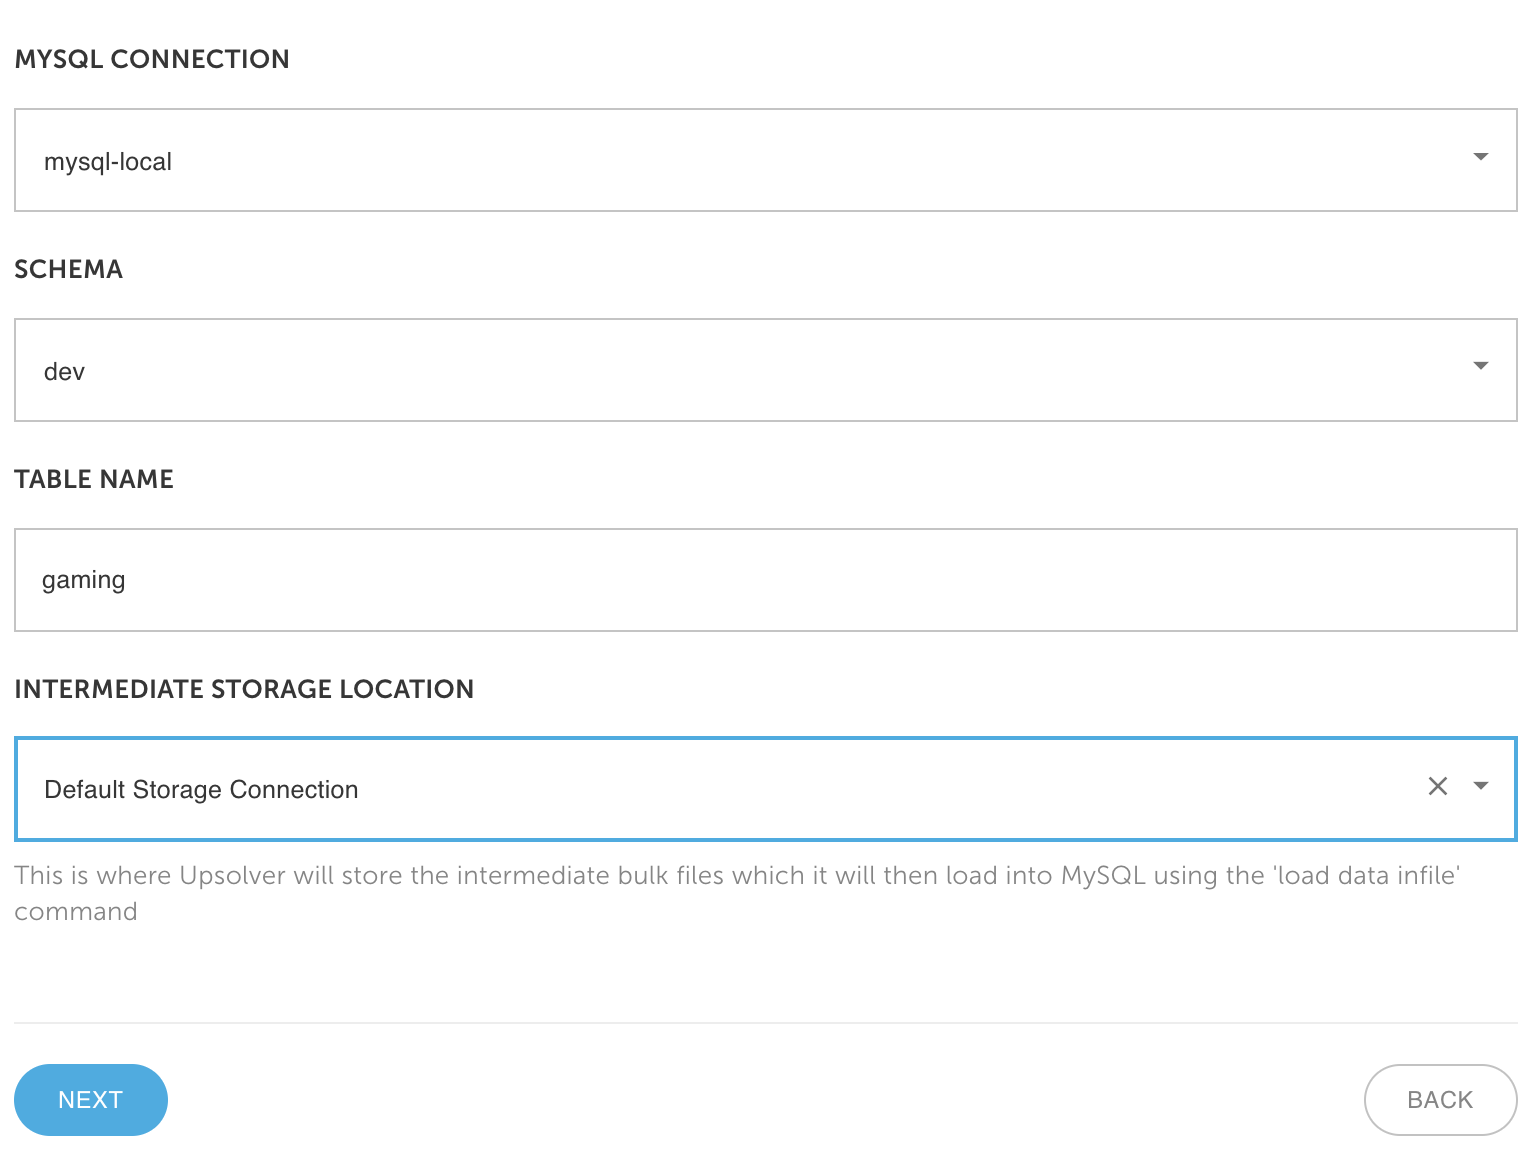 MYSQL CONNECTION
mysql-local
SCHEMA
dev
TABLE NAME
gaming
INTERMEDIATE STORAGE LOCATION
Default Storage Connection
This is where Upsolver will store the intermediate bulk files which it will then load into MySQL using the 'load data infile'
command
NEXT
BACK